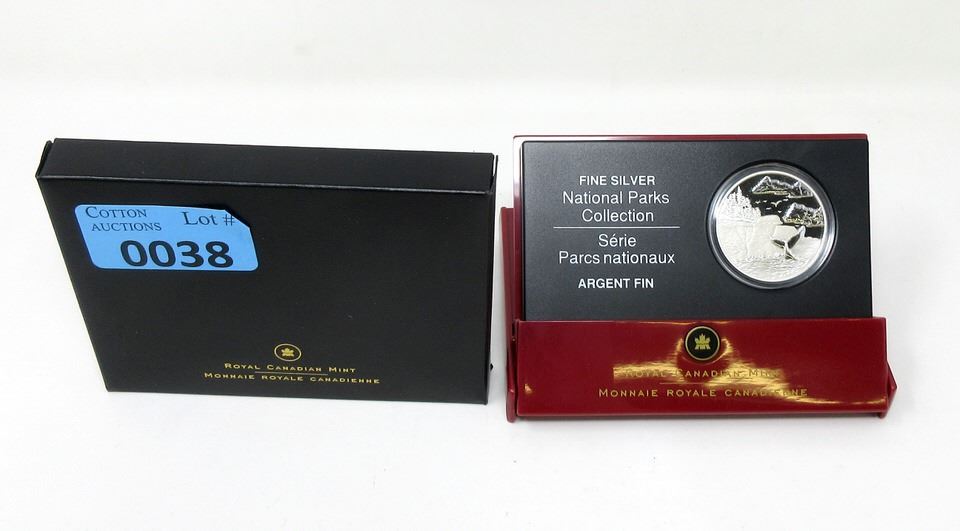 COTTON AUCTIONS Lot #
0038
ROYAL CANADIAN MINT
MONNAIE ROYALE CANADIENNE
FINE SILVER
National Parks
Collection
Série
Parcs nationaux
ARGENT FIN
ROYAL CANADIAN MINT
MONNAIE ROYALE CANADIENNE